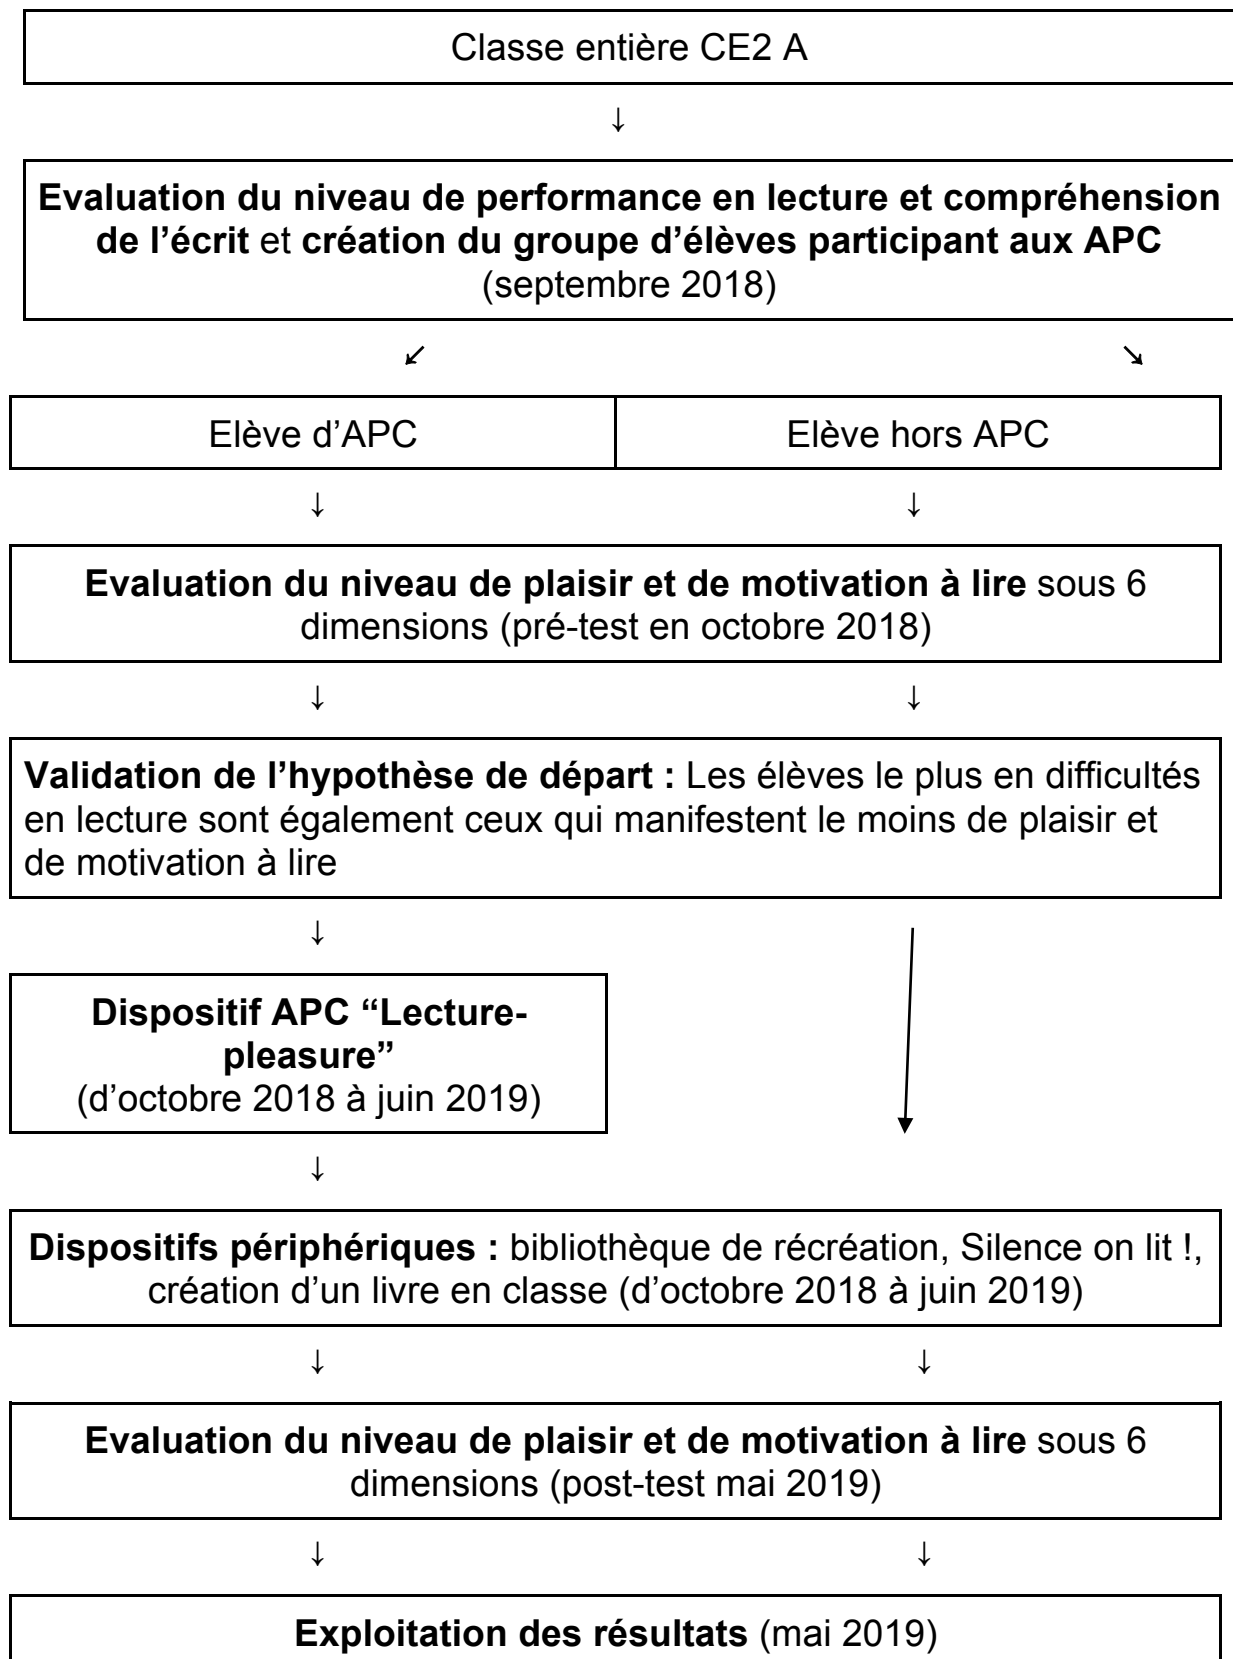 Classe entière CE2 A
↓
Evaluation du niveau de performance en lecture et compréhension
de l’écrit et création du groupe d’élèves participant aux APC
(septembre 2018)
↙ ↘
Elève d’APC Elève hors APC
↓ ↓
Evaluation du niveau de plaisir et de motivation à lire sous 6
dimensions (pré-test en octobre 2018)
↓ ↓
Validation de l’hypothèse de départ : Les élèves le plus en difficultés
en lecture sont également ceux qui manifestent le moins de plaisir et
de motivation à lire
↓
Dispositif APC “Lecture-
pleasure”
(d’octobre 2018 à juin 2019)
↓
Dispositifs périphériques : bibliothèque de récréation, Silence on lit !,
création d’un livre en classe (d’octobre 2018 à juin 2019)
↓ ↓
Evaluation du niveau de plaisir et de motivation à lire sous 6
dimensions (post-test mai 2019)
↓ ↓
Exploitation des résultats (mai 2019)